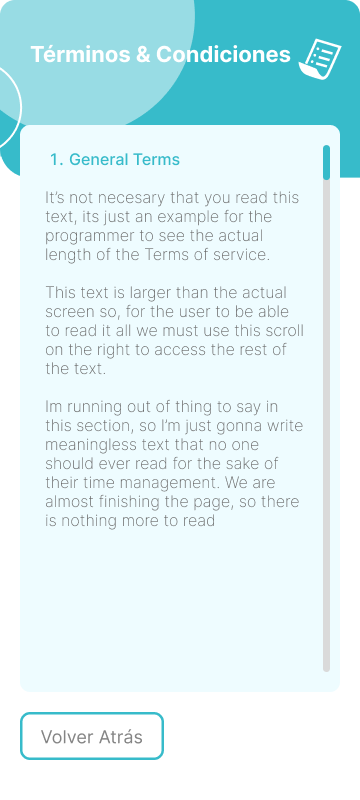 Términos & Condiciones
1. General Terms
It's not necesary that you read this
text, its just an example for the
programmer to see the actual
length of the Terms of service.
This text is larger than the actual
screen so, for the user to be able
to read it all we must use this scroll
on the right to access the rest of
the text.
Im running out of thing to say in
this section, so I'm just gonna write
meaningless text that no one
should ever read for the sake of
their time management. We are
almost finishing the page, so there
is nothing more to read
Volver Atrás